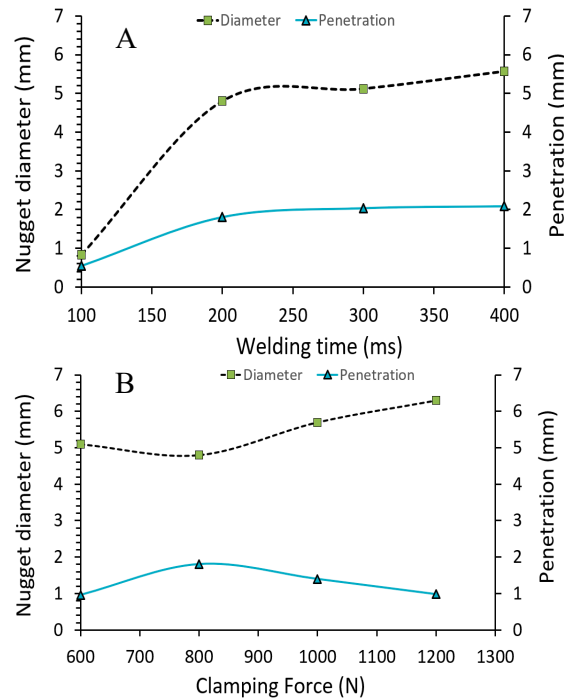 A
Diameter Penetration
Nugget diameter (mm)
7
6
5
4
3
2
1
0
Penetration (mm)
7
6
5
4
3
2
1
0
100 150 200 250 300 350 400
Welding time (ms)
B
Diameter Penetration
Nugget diameter (mm)
7
6
5
4
3
2
1
0
Penetration (mm)
7
6
5
4
3
2
1
0
600 700 800 900 1000 1100 1200 1300
Clamping Force (N)